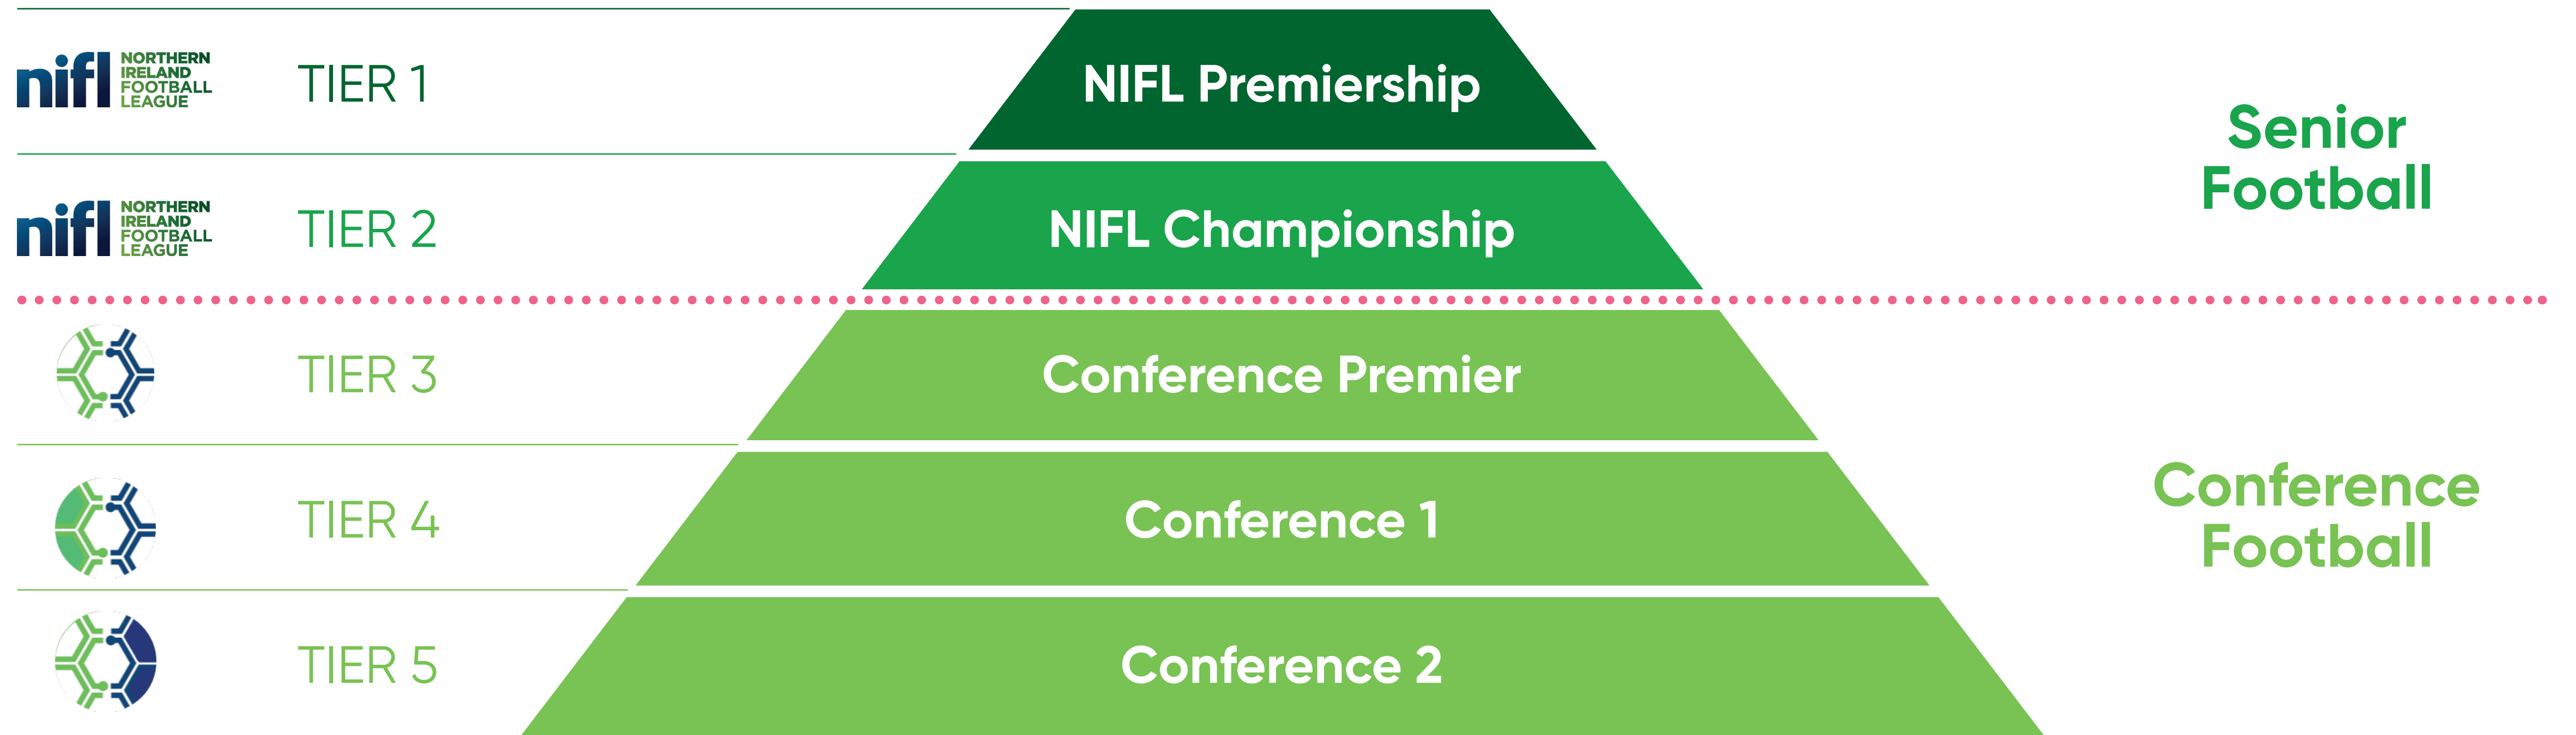 nifl NORTHERN
IRELAND
FOOTBALL
LEAGUE
TIER 1
NIFL Premiership
Senior
Football
nifl NORTHERN
IRELAND
FOOTBALL
LEAGUE
TIER 2
NIFL Championship
TIER 3
Conference Premier
TIER 4
Conference 1
Conference
Football
TIER 5
Conference 2